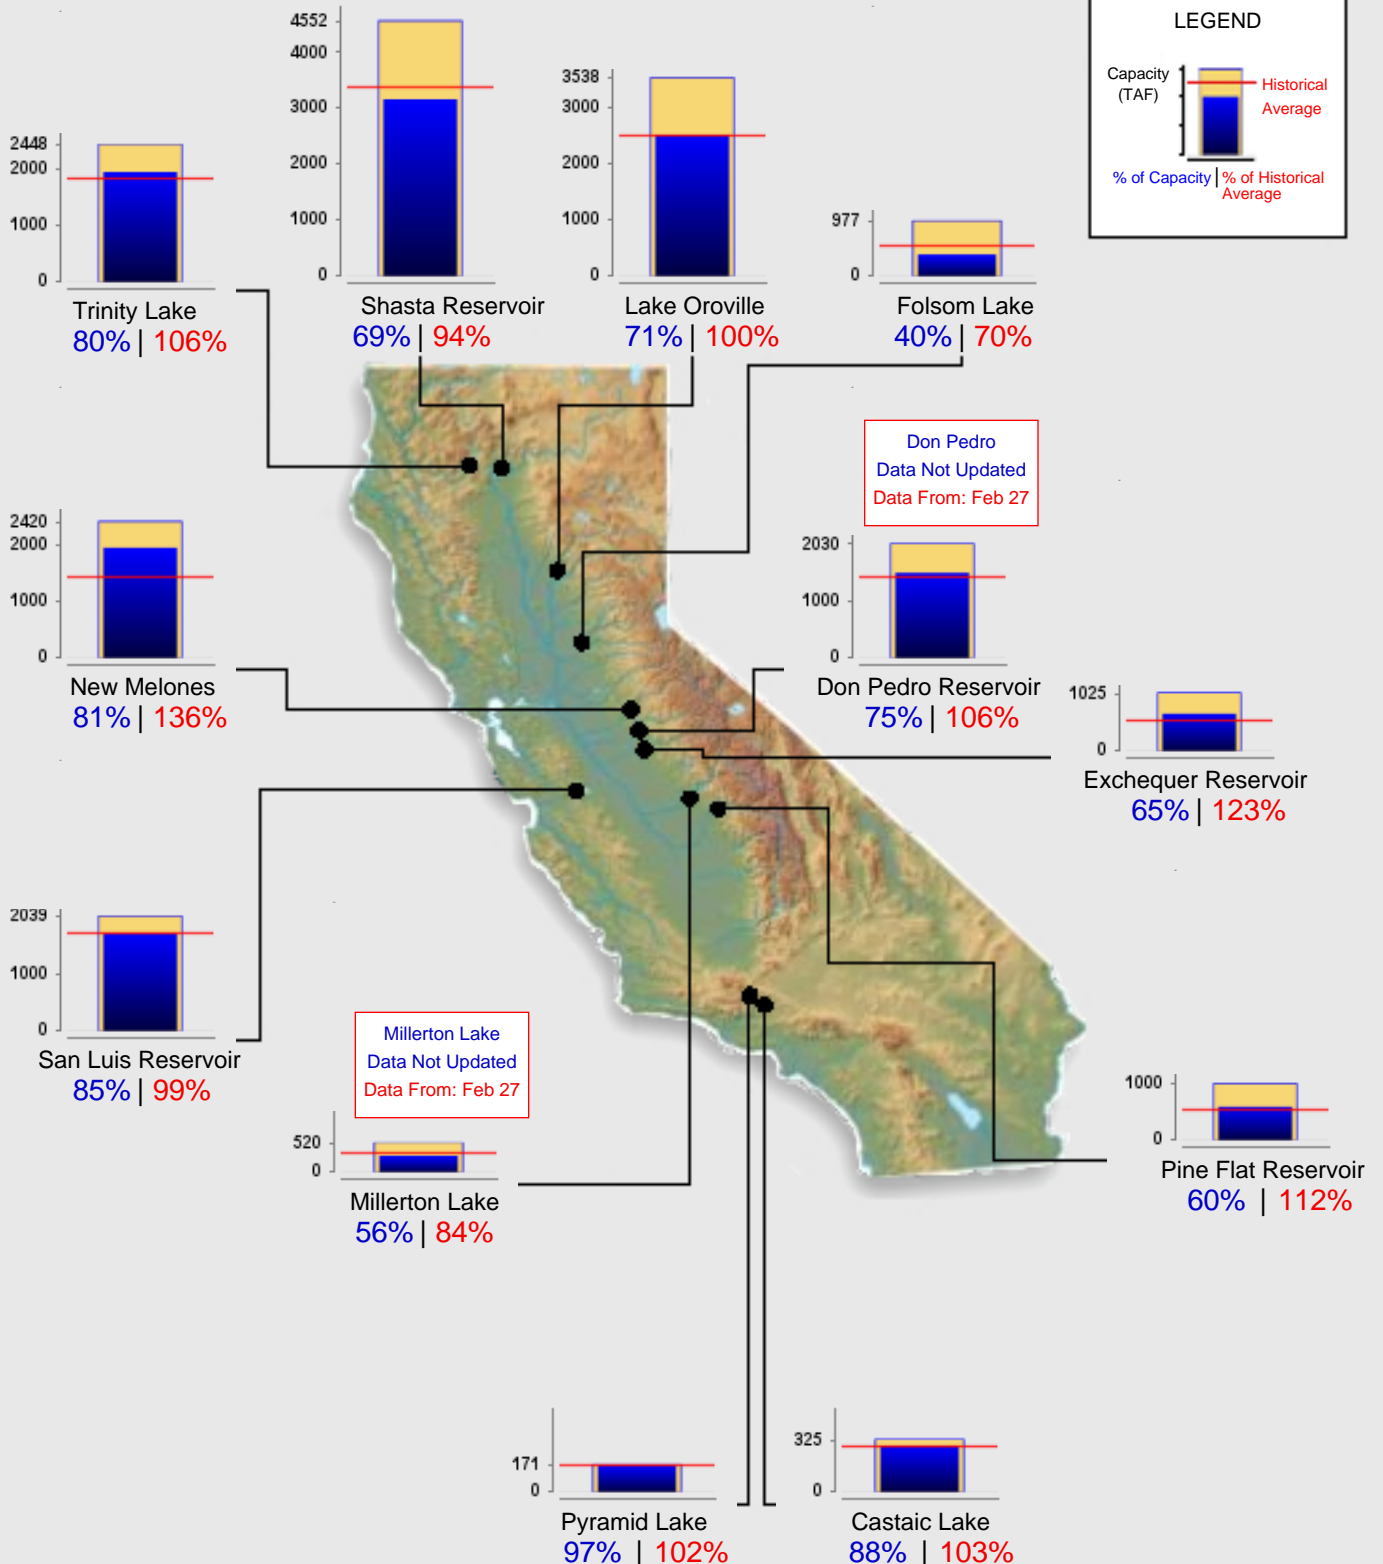 LEGEND
Capacity
(TAF)
Historical
Average
% of Capacity | % of Historical
Average
4552
4000
3000
2000
1000
0
Shasta Reservoir
69% | 94%
3538
3000
2000
1000
0
Lake Oroville
71% | 100%
2448
2000
1000
0
Trinity Lake
80% | 106%
977
0
Folsom Lake
40% | 70%
Don Pedro
Data Not Updated
Data From: Feb 27
2420
2000
1000
0
New Melones
81% | 136%
2030
1000
0
Don Pedro Reservoir
75% | 106%
1025
0
Exchequer Reservoir
65% | 123%
2039
1000
0
San Luis Reservoir
85% | 99%
Millerton Lake
Data Not Updated
Data From: Feb 27
520
0
Millerton Lake
56% | 84%
1000
0
Pine Flat Reservoir
60% | 112%
171
0
Pyramid Lake
97% | 102%
325
0
Castaic Lake
88% | 103%